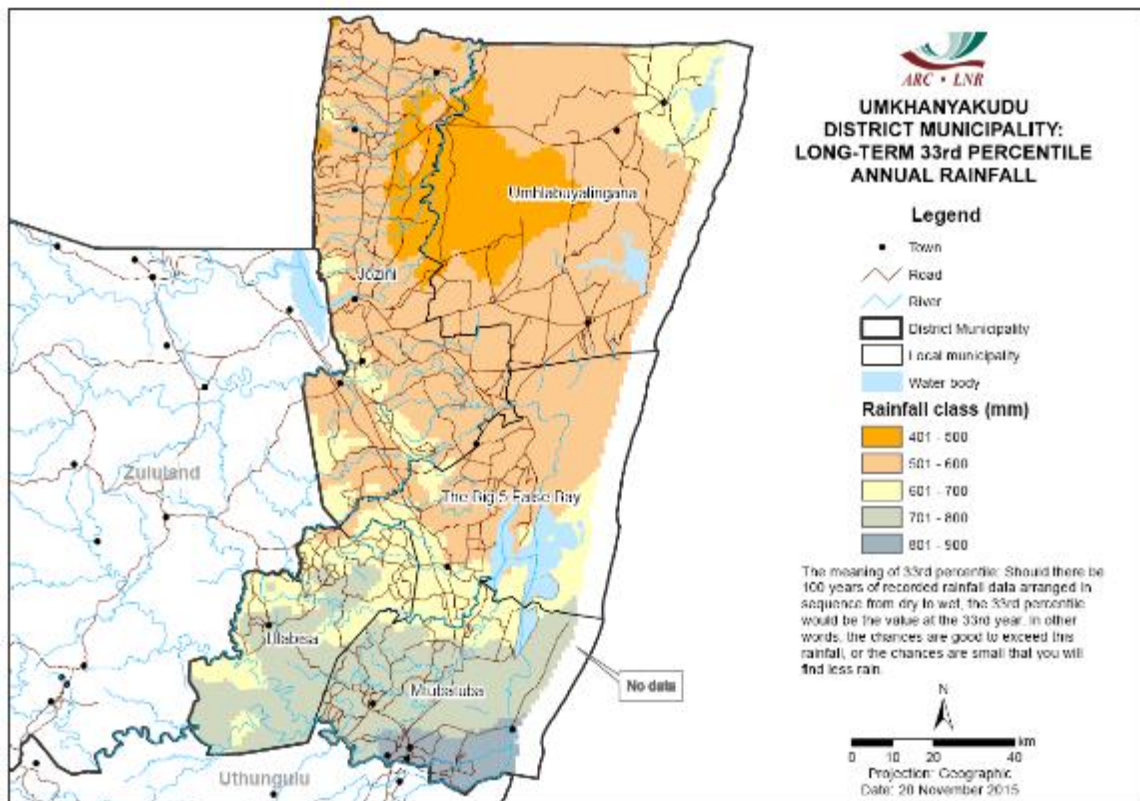 ARC • LNR
UMKHANYAKUDU
DISTRICT MUNICIPALITY:
LONG-TERM 33rd PERCENTILE
ANNUAL RAINFALL
Legend
Town
Road
River
District Municipality
Local municipality
Water body
Rainfall class (mm)
401 - 500
501 - 600
601 - 700
701 - 800
801 - 900
The meaning of 33rd percentile: Should there be
100 years of recorded rainfall data arranged in
sequence from dry to wet, the 33rd percentile
would be the value at the 33rd year. In other
words, the chances are good to exceed this
rainfall, or the chances are small that you will
find less rain.
N
km
0 10 20 40
Projection: Geographic
Date: 20 November 2015
Umhlabuyalingana
Jozini
Zululand
The Big 5 False Bay
Hlabisa
Mtubatuba
No data
Uthungulu